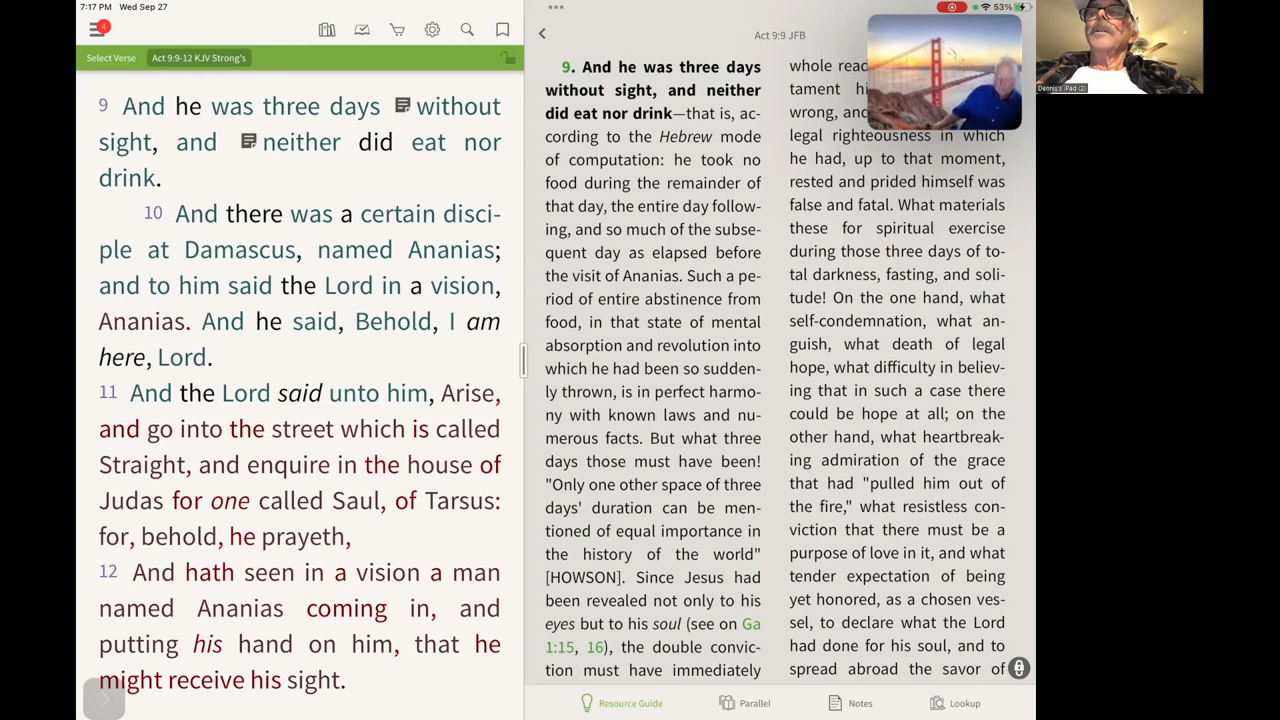 7:17 PM Wed Sep 27
53%
4
Select Verse
Act 9:9-12 KJV Strong's
9 And he was three days without
sight, and neither did eat nor
drink.
10 And there was a certain disci-
ple at Damascus, named Ananias;
and to him said the Lord in a vision,
Ananias. And he said, Behold, I am
here, Lord.
11 And the Lord said unto him, Arise,
and go into the street which is called
Straight, and enquire in the house of
Judas for one called Saul, of Tarsus:
for, behold, he prayeth,
12 And hath seen in a vision a man
named Ananias coming in, and
putting his hand on him, that he
might receive his sight.
Act 9:9 JFB
9. And he was three days
without sight, and neither
did eat nor drink—that is, ac-
cording to the Hebrew mode
of computation: he took no
food during the remainder of
that day, the entire day follow-
ing, and so much of the subse-
quent day as elapsed before
the visit of Ananias. Such a pe-
riod of entire abstinence from
food, in that state of mental
absorption and revolution into
which he had been so sudden-
ly thrown, is in perfect harmo-
ny with known laws and nu-
merous facts. But what three
days those must have been!
"Only one other space of three
days' duration can be men-
tioned of equal importance in
the history of the world"
[HOWSON]. Since Jesus had
been revealed not only to his
eyes but to his soul (see on Ga
1:15, 16), the double convic-
tion must have immediately
whole read
tament hi
wrong, and
legal righteousness in which
he had, up to that moment,
rested and prided himself was
false and fatal. What materials
these for spiritual exercise
during those three days of to-
tal darkness, fasting, and soli-
tude! On the one hand, what
self-condemnation, what an-
guish, what death of legal
hope, what difficulty in believ-
ing that in such a case there
could be hope at all; on the
other hand, what heartbreak-
ing admiration of the grace
that had "pulled him out of
the fire," what resistless con-
viction that there must be a
purpose of love in it, and what
tender expectation of being
yet honored, as a chosen ves-
sel, to declare what the Lord
had done for his soul, and to
spread abroad the savor of
Resource Guide
Parallel
Notes
Lookup
Dennis's iPad (2)